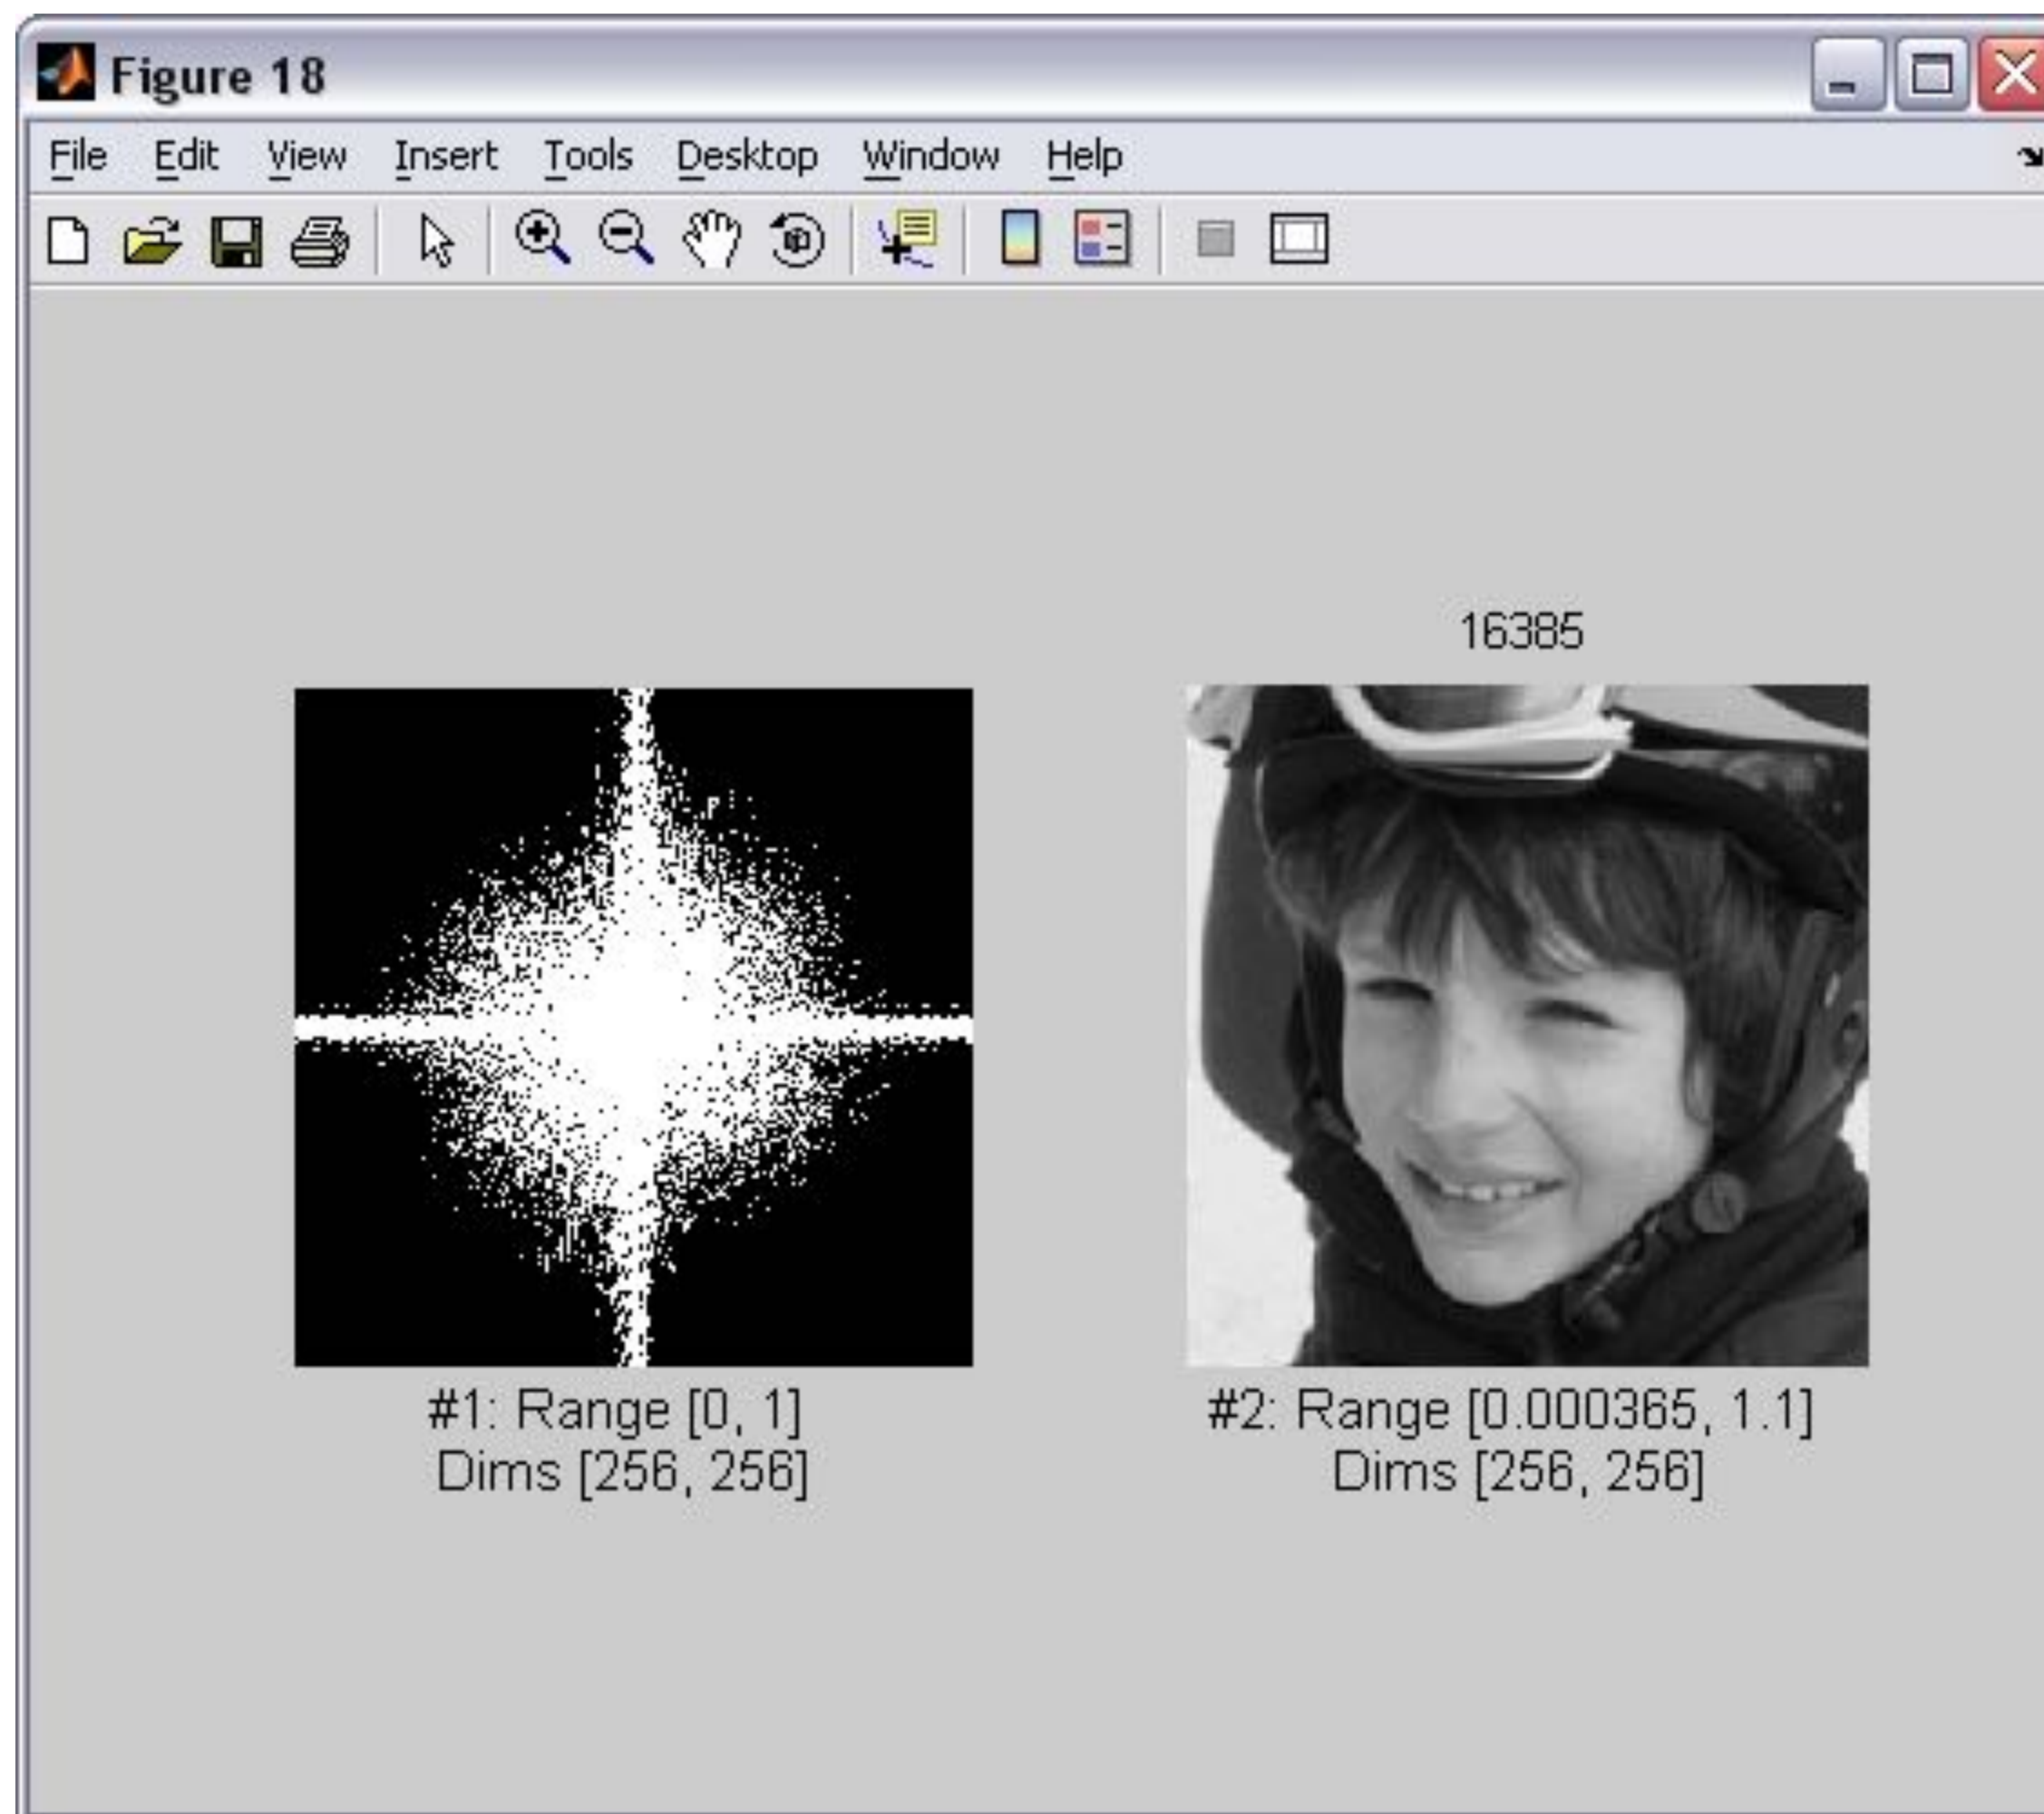 Figure 18
File Edit View Insert Tools Desktop Window Help
16385
#1: Range [0, 1]
Dims [256, 256]
#2: Range [0.000365, 1.1]
Dims [256, 256]